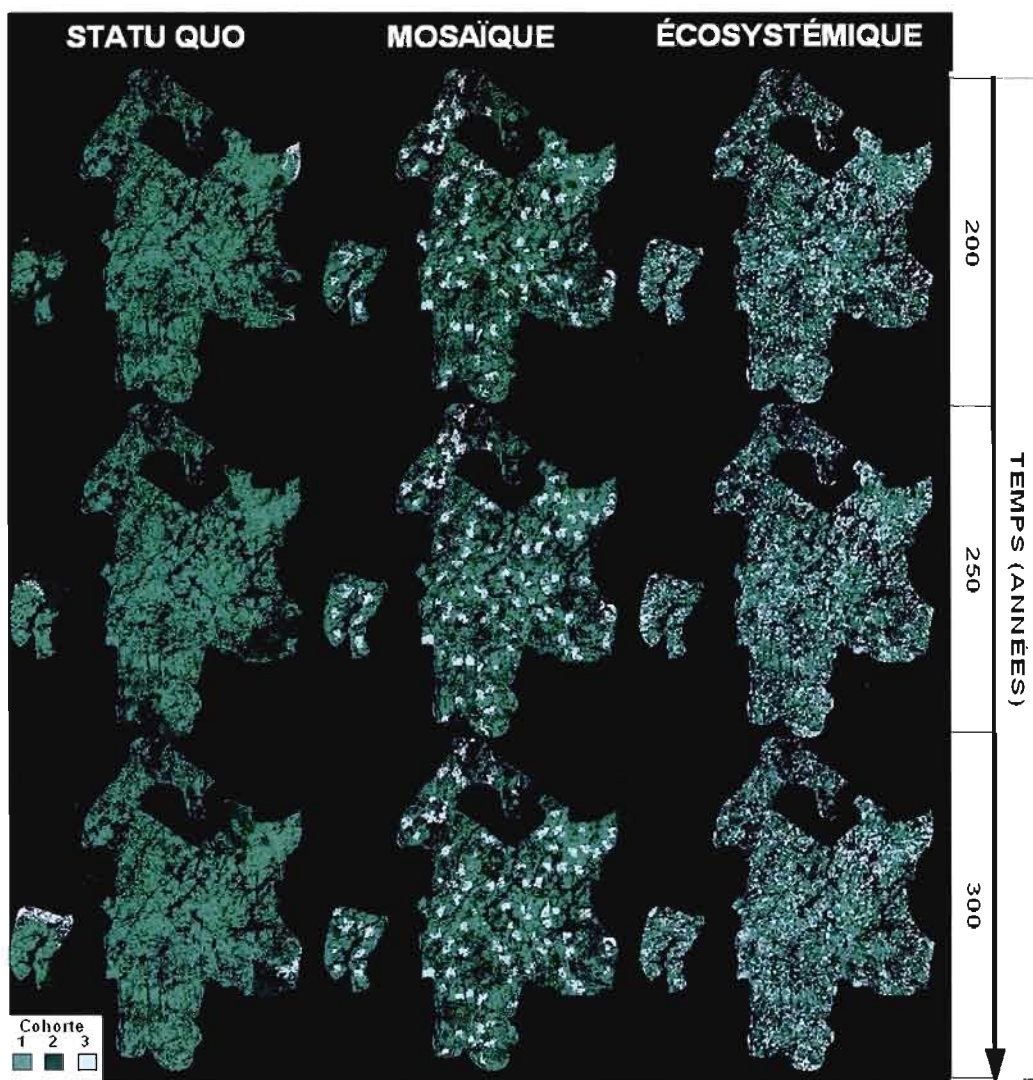 STATU QUO
MOSAÏQUE
ÉCOSYSTÉMIQUE
200
250
300
TEMPS (ANNÉES)
Cohorte
1 2 3